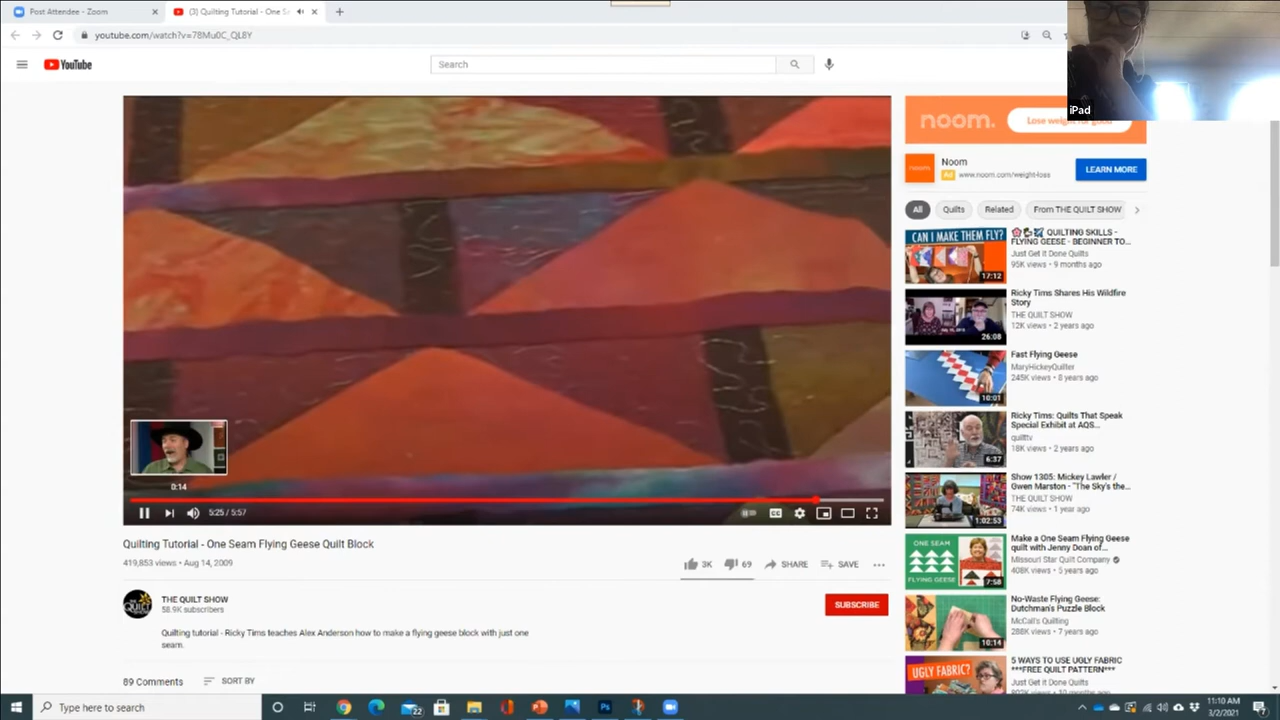 Post Attendee - Zoom
(3) Quilting Tutorial - One S
youtube.com/watch?v=78Mu0C_QL8Y
YouTube
Search
iPad
noom.
Lose weight for good
Noom
Ad www.noom.com/weight-loss
LEARN MORE
All
Quilts
Related
From THE QUILT SHOW
CAN I MAKE THEM FLY?
17:12
QUILTING SKILLS -
FLYING GEESE - BEGINNER TO...
Just Get it Done Quilts
95K views • 9 months ago
26:08
Ricky Tims Shares His Wildfire
Story
THE QUILT SHOW
12K views • 2 years ago
10:01
Fast Flying Geese
MaryHickeyQuilter
245K views • 8 years ago
6:37
Ricky Tims: Quilts That Speak
Special Exhibit at AQS...
quilttv
18K views • 2 years ago
1:02:53
Show 1305: Mickey Lawler /
Gwen Marston - "The Sky's the...
THE QUILT SHOW
74K views • 1 year ago
ONE SEAM
FLYING GEESE
7:58
Make a One Seam Flying Geese
quilt with Jenny Doan of...
Missouri Star Quilt Company
408K views • 5 years ago
10:14
No-Waste Flying Geese:
Dutchman's Puzzle Block
McCall's Quilting
288K views • 7 years ago
UGLY FABRIC?
5 WAYS TO USE UGLY FABRIC
***FREE QUILT PATTERN***
Just Get it Done Quilts
0:14
5:25 / 5:57
CC
Quilting Tutorial - One Seam Flying Geese Quilt Block
419,853 views • Aug 14, 2009
3K
69
SHARE
SAVE
THE QUILT SHOW
58.9K subscribers
SUBSCRIBE
Quilting tutorial - Ricky Tims teaches Alex Anderson how to make a flying geese block with just one
seam.
89 Comments
SORT BY
Type here to search
22
11:10 AM
3/2/2021
7